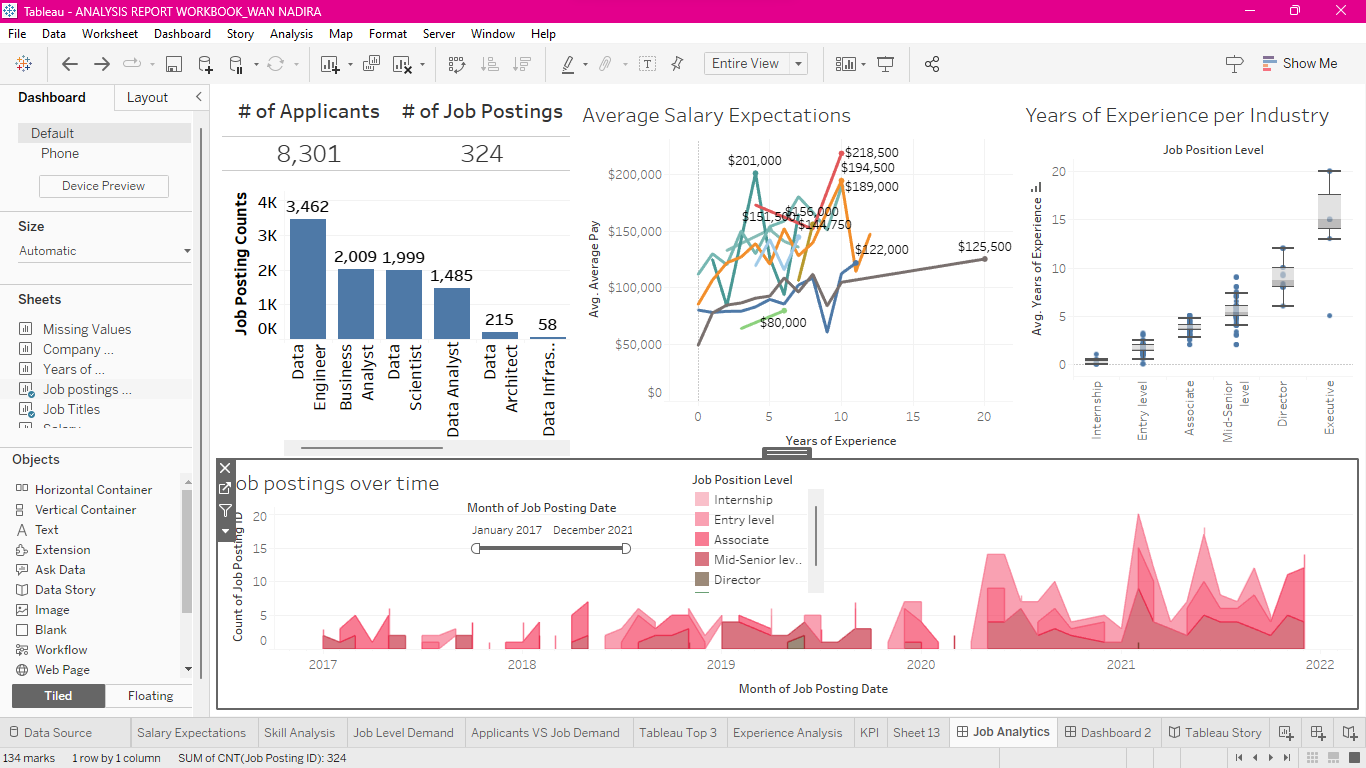 Tableau - ANALYSIS REPORT WORKBOOK_WAN NADIRA
File Data Worksheet Dashboard Story Analysis Map Format Server Window Help
Entire View
Show Me
Dashboard Layout
Default
Phone
Device Preview
Size
Automatic
Sheets
Missing Values
Company ...
Years of ...
Job postings ...
Job Titles
Objects
Horizontal Container
Vertical Container
Text
Extension
Ask Data
Data Story
Image
Blank
Workflow
Web Page
Tiled Floating
# of Applicants # of Job Postings
8,301 324
Job Posting Counts
4K
3K
2K
1K
0K
3,462
2,009
1,999
1,485
215
58
Data Engineer
Business Analyst
Data Scientist
Data Analyst
Data Architect
Data Infras..
Average Salary Expectations
Avg. Average Pay
$200,000
$150,000
$100,000
$50,000
$0
$201,000
$218,500
$194,500
$189,000
$151,500
$156,000
$144,750
$122,000
$125,500
$80,000
0 5 10 15 20
Years of Experience
Years of Experience per Industry
Job Position Level
Avg. Years of Experience
20
15
10
5
0
Internship
Entry level
Associate
Mid-Senior level
Director
Executive
ob postings over time
Month of Job Posting Date
January 2017 December 2021
Job Position Level
Internship
Entry level
Associate
Mid-Senior lev..
Director
Count of Job Posting ID
20
15
10
5
0
2017 2018 2019 2020 2021 2022
Month of Job Posting Date
Data Source Salary Expectations Skill Analysis Job Level Demand Applicants VS Job Demand Tableau Top 3 Experience Analysis KPI Sheet 13 Job Analytics Dashboard 2 Tableau Story
134 marks 1 row by 1 column SUM of CNT(Job Posting ID): 324